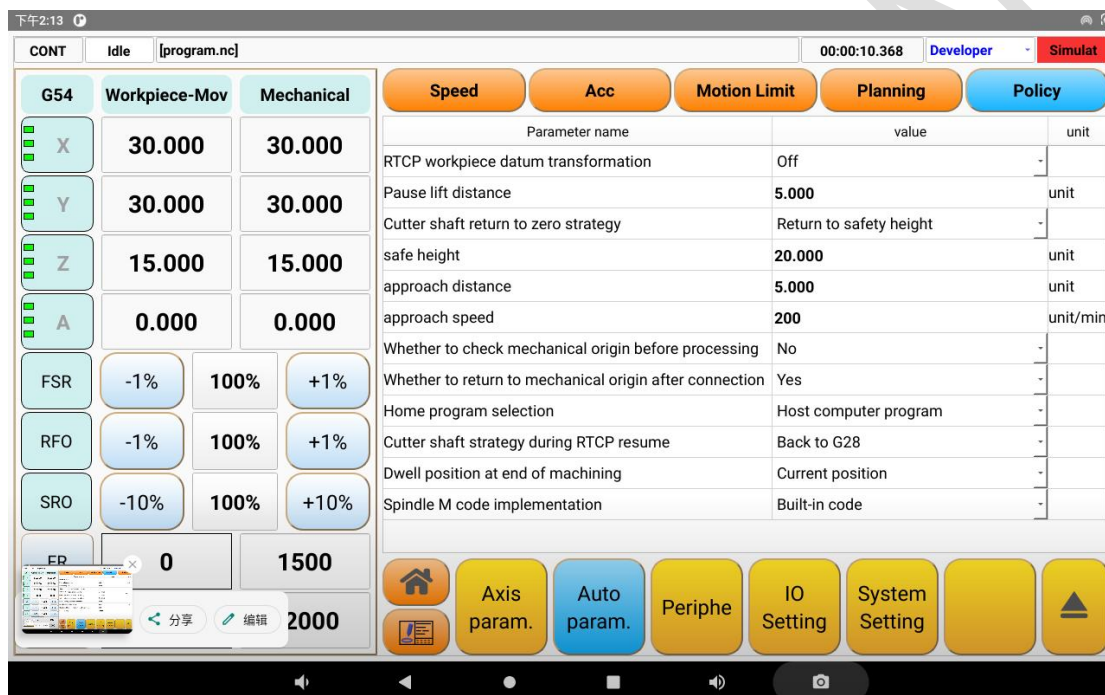 下午2:13
CONT Idle [program.nc] 00:00:10.368 Developer Simulat
G54 Workpiece-Mov Mechanical
X 30.000 30.000
Y 30.000 30.000
Z 15.000 15.000
A 0.000 0.000
FSR -1% 100% +1%
RFO -1% 100% +1%
SRO -10% 100% +10%
FR 0 1500
分享 编辑 2000
Speed Acc Motion Limit Planning Policy
Parameter name value unit
RTCP workpiece datum transformation Off
Pause lift distance 5.000 unit
Cutter shaft return to zero strategy Return to safety height
safe height 20.000 unit
approach distance 5.000 unit
approach speed 200 unit/min
Whether to check mechanical origin before processing No
Whether to return to mechanical origin after connection Yes
Home program selection Host computer program
Cutter shaft strategy during RTCP resume Back to G28
Dwell position at end of machining Current position
Spindle M code implementation Built-in code
Axis param.
Auto param.
Periphe
IO Setting
System Setting